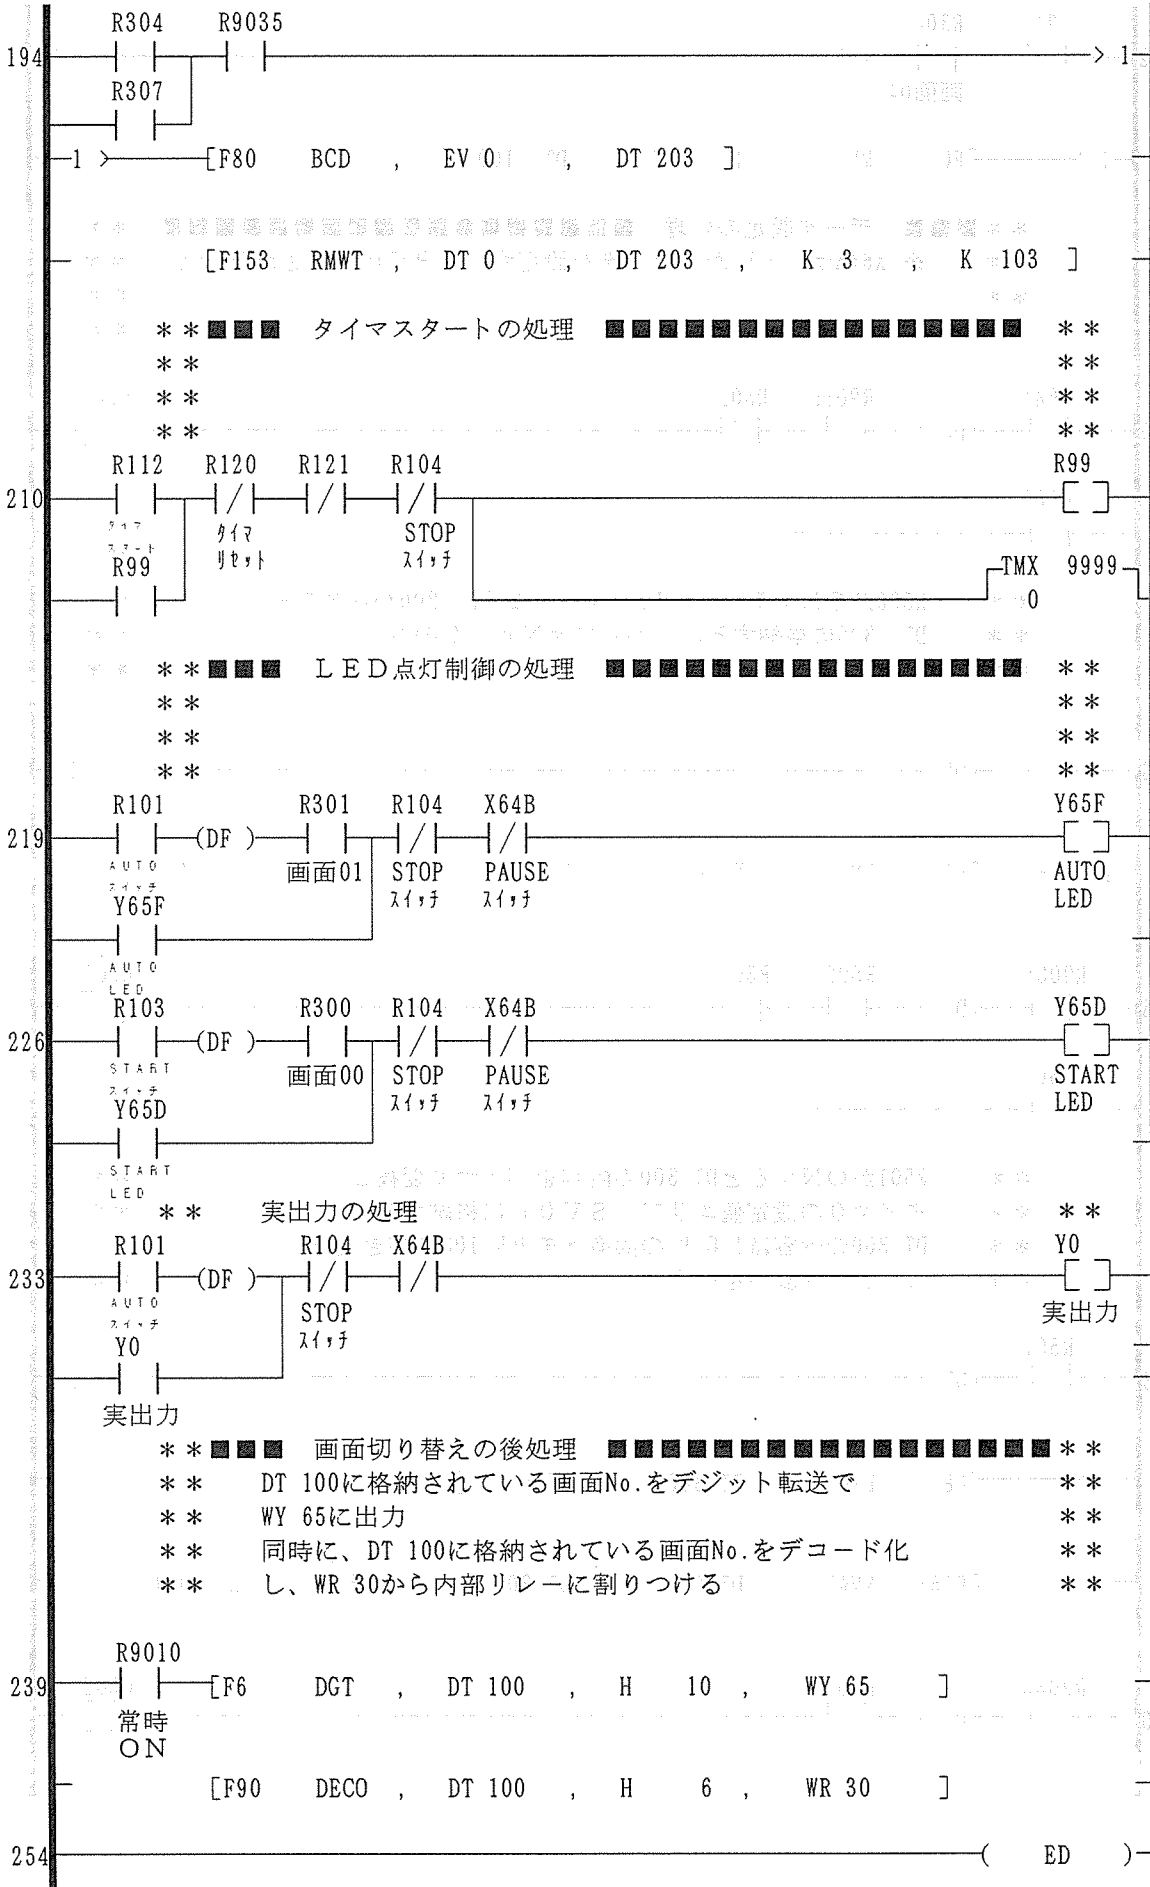 R304 R9035
194 > 1
R307
1 > [F80 BCD , EV 0 , DT 203 ]
[F153 RMWT , DT 0 , DT 203 , K 3 , K 103 ]
**■■■ タイマスタートの処理 ■■■■■■■■■■■■■■■■ **
** **
** **
** **
R112 R120 R121 R104 R99
210 [ ]
タイマ スタート タイマ リセット STOP スイッチ
R99 TMX 9999
0
**■■■ LED点灯制御の処理 ■■■■■■■■■■■■■■■■ **
** **
** **
** **
R101 R301 R104 X64B Y65F
219 (DF ) [ ]
AUTO スイッチ 画面01 STOP スイッチ PAUSE スイッチ AUTO LED
Y65F
AUTO LED
R103 R300 R104 X64B Y65D
226 (DF ) [ ]
START スイッチ 画面00 STOP スイッチ PAUSE スイッチ START LED
Y65D
START LED
** 実出力の処理 **
R101 R104 X64B Y0
233 (DF ) [ ]
AUTO スイッチ STOP スイッチ 実出力
Y0
実出力
**■■■ 画面切り替えの後処理 ■■■■■■■■■■■■■■■■■**
** DT 100に格納されている画面No.をデジット転送で **
** WY 65に出力 **
** 同時に、DT 100に格納されている画面No.をデコード化 **
** し、WR 30から内部リレーに割りつける **
R9010
239 [F6 DGT , DT 100 , H 10 , WY 65 ]
常時
ON
[F90 DECO , DT 100 , H 6 , WR 30 ]
254 ( ED )